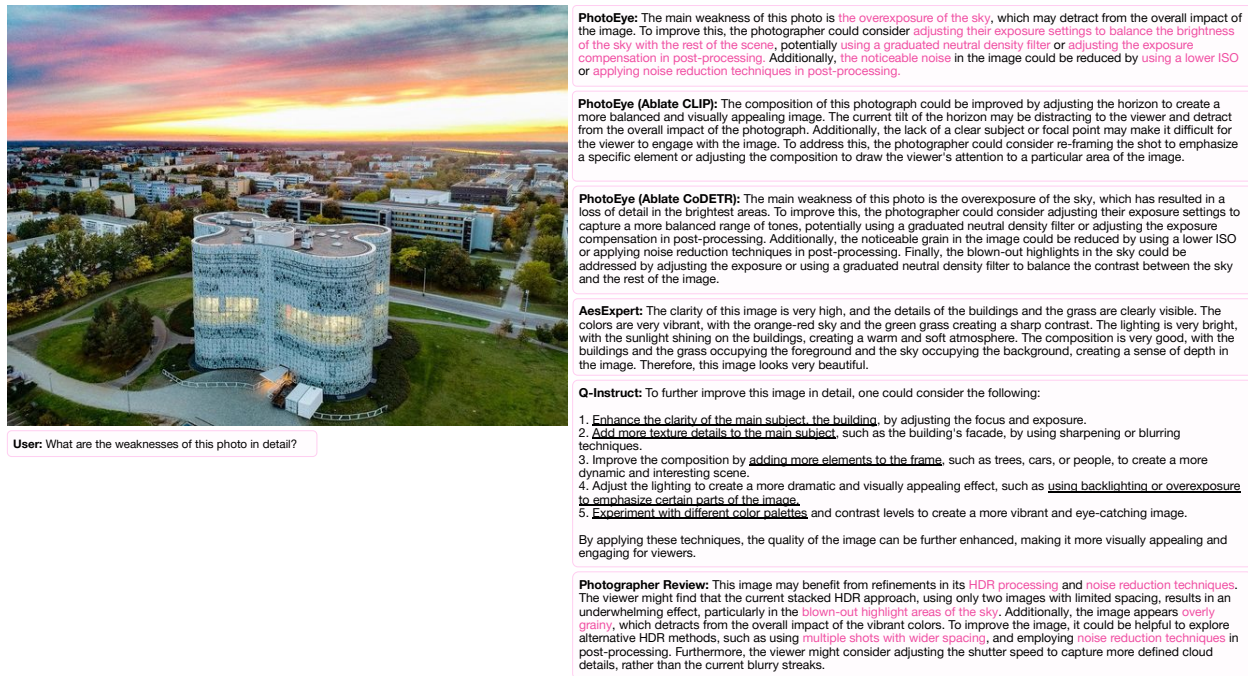 User: What are the weaknesses of this photo in detail?
PhotoEye: The main weakness of this photo is the overexposure of the sky, which may detract from the overall impact of
the image. To improve this, the photographer could consider adjusting their exposure settings to balance the brightness
of the sky with the rest of the scene, potentially using a graduated neutral density filter or adjusting the exposure
compensation in post-processing. Additionally, the noticeable noise in the image could be reduced by using a lower ISO
or applying noise reduction techniques in post-processing.
PhotoEye (Ablate CLIP): The composition of this photograph could be improved by adjusting the horizon to create a
more balanced and visually appealing image. The current tilt of the horizon may be distracting to the viewer and detract
from the overall impact of the photograph. Additionally, the lack of a clear subject or focal point may make it difficult for
the viewer to engage with the image. To address this, the photographer could consider re-framing the shot to emphasize
a specific element or adjusting the composition to draw the viewer's attention to a particular area of the image.
PhotoEye (Ablate CoDETR): The main weakness of this photo is the overexposure of the sky, which has resulted in a
loss of detail in the brightest areas. To improve this, the photographer could consider adjusting their exposure settings to
capture a more balanced range of tones, potentially using a graduated neutral density filter or adjusting the exposure
compensation in post-processing. Additionally, the noticeable grain in the image could be reduced by using a lower ISO
or applying noise reduction techniques in post-processing. Finally, the blown-out highlights in the sky could be
addressed by adjusting the exposure or using a graduated neutral density filter to balance the contrast between the sky
and the rest of the image.
AesExpert: The clarity of this image is very high, and the details of the buildings and the grass are clearly visible. The
colors are very vibrant, with the orange-red sky and the green grass creating a sharp contrast. The lighting is very bright,
with the sunlight shining on the buildings, creating a warm and soft atmosphere. The composition is very good, with the
buildings and the grass occupying the foreground and the sky occupying the background, creating a sense of depth in
the image. Therefore, this image looks very beautiful.
Q-Instruct: To further improve this image in detail, one could consider the following:
1. Enhance the clarity of the main subject, the building, by adjusting the focus and exposure.
2. Add more texture details to the main subject, such as the building's facade, by using sharpening or blurring
techniques.
3. Improve the composition by adding more elements to the frame, such as trees, cars, or people, to create a more
dynamic and interesting scene.
4. Adjust the lighting to create a more dramatic and visually appealing effect, such as using backlighting or overexposure
to emphasize certain parts of the image.
5. Experiment with different color palettes and contrast levels to create a more vibrant and eye-catching image.
By applying these techniques, the quality of the image can be further enhanced, making it more visually appealing and
engaging for viewers.
Photographer Review: This image may benefit from refinements in its HDR processing and noise reduction techniques.
The viewer might find that the current stacked HDR approach, using only two images with limited spacing, results in an
underwhelming effect, particularly in the blown-out highlight areas of the sky. Additionally, the image appears overly
grainy, which detracts from the overall impact of the vibrant colors. To improve the image, it could be helpful to explore
alternative HDR methods, such as using multiple shots with wider spacing, and employing noise reduction techniques in
post-processing. Furthermore, the viewer might consider adjusting the shutter speed to capture more defined cloud
details, rather than the current blurry streaks.